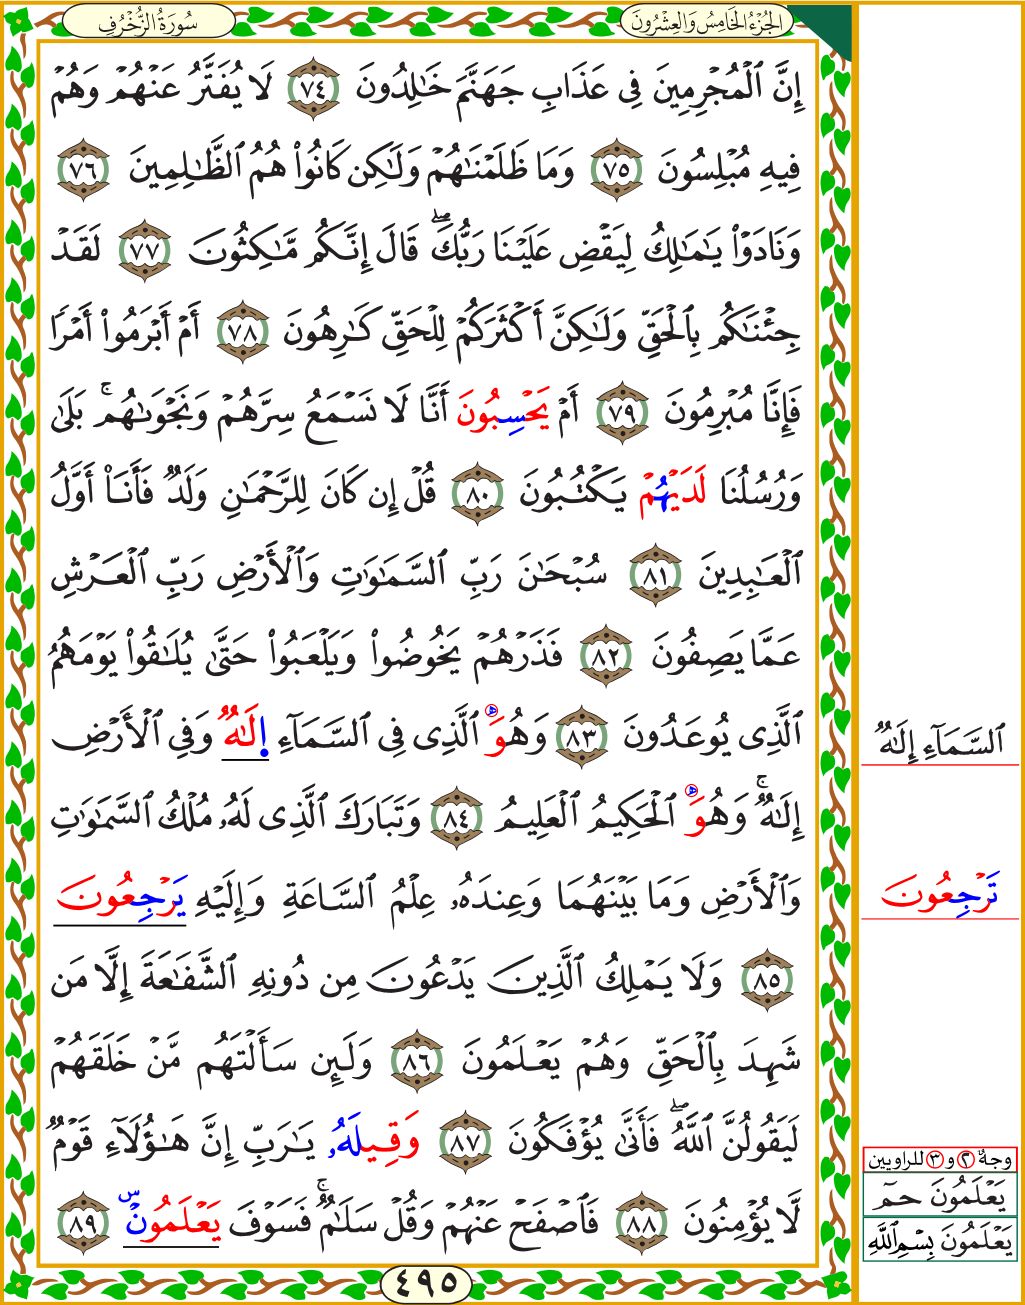 الجُزْءُ الخَامِسُ وَالعِشْرُونَ
سُورَةُ الزُّخْرُفِ
إِنَّ ٱلْمُجْرِمِينَ فِى عَذَابِ جَهَنَّمَ خَٰلِدُونَ ٧٤ لَا يُفَتَّرُ عَنْهُمْ وَهُمْ
فِيهِ مُبْلِسُونَ ٧٥ وَمَا ظَلَمْنَٰهُمْ وَلَٰكِن كَانُوا۟ هُمُ ٱلظَّٰلِمِينَ ٧٦
وَنَادَوْا۟ يَٰمَٰلِكُ لِيَقْضِ عَلَيْنَا رَبُّكَۖ قَالَ إِنَّكُم مَّٰكِثُونَ ٧٧ لَقَدْ
جِئْنَٰكُم بِٱلْحَقِّ وَلَٰكِنَّ أَكْثَرَكُمْ لِلْحَقِّ كَٰرِهُونَ ٧٨ أَمْ أَبْرَمُوا۟ أَمْرًا
فَإِنَّا مُبْرِمُونَ ٧٩ أَمْ يَحْسِبُونَ أَنَّا لَا نَسْمَعُ سِرَّهُمْ وَنَجْوَىٰهُمۚ بَلَىٰ
وَرُسُلُنَا لَدَيْهُمْ يَكْتُبُونَ ٨٠ قُلْ إِن كَانَ لِلرَّحْمَٰنِ وَلَدٌ فَأَنَا۠ أَوَّلُ
ٱلْعَٰبِدِينَ ٨١ سُبْحَٰنَ رَبِّ ٱلسَّمَٰوَٰتِ وَٱلْأَرْضِ رَبِّ ٱلْعَرْشِ
عَمَّا يَصِفُونَ ٨٢ فَذَرْهُمْ يَخُوضُوا۟ وَيَلْعَبُوا۟ حَتَّىٰ يُلَٰقُوا۟ يَوْمَهُمُ
ٱلَّذِى يُوعَدُونَ ٨٣ وَهُوَ ٱلَّذِى فِى ٱلسَّمَآءِ إِلَٰهٌ وَفِى ٱلْأَرْضِ
السَّمَآءِ إِلَٰهٌ
إِلَٰهٌۚ وَهُوَ ٱلْحَكِيمُ ٱلْعَلِيمُ ٨٤ وَتَبَارَكَ ٱلَّذِى لَهُۥ مُلْكُ ٱلسَّمَٰوَٰتِ
وَٱلْأَرْضِ وَمَا بَيْنَهُمَا وَعِندَهُۥ عِلْمُ ٱلسَّاعَةِ وَإِلَيْهِ يَرْجِعُونَ
تَرْجِعُونَ
٨٥ وَلَا يَمْلِكُ ٱلَّذِينَ يَدْعُونَ مِن دُونِهِ ٱلشَّفَٰعَةَ إِلَّا مَن
شَهِدَ بِٱلْحَقِّ وَهُمْ يَعْلَمُونَ ٨٦ وَلَئِن سَأَلْتَهُم مَّنْ خَلَقَهُمْ
لَيَقُولُنَّ ٱللَّهُۖ فَأَنَّىٰ يُؤْفَكُونَ ٨٧ وَقِيلَهُۥ يَٰرَبِّ إِنَّ هَٰٓؤُلَآءِ قَوْمٌ
لَّا يُؤْمِنُونَ ٨٨ فَٱصْفَحْ عَنْهُمْ وَقُلْ سَلَٰمٌۚ فَسَوْفَ يَعْلَمُونَ ٨٩
وجهٌ ٢ و ٣ للراويين
يَعْلَمُونَ حمٓ
يَعْلَمُونَ بِسْمِ ٱللَّهِ
٤٩٥